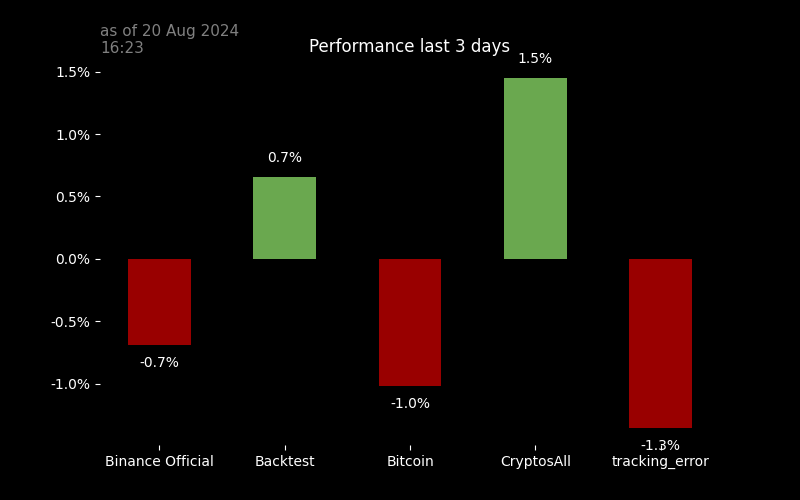 as of 20 Aug 2024
16:23
Performance last 3 days
1.5%
1.5%
1.0%
0.7%
0.5%
0.0%
-0.5%
-0.7%
-1.0%
-1.0%
-1.3%
Binance Official
Backtest
Bitcoin
CryptosAll
tracking_error